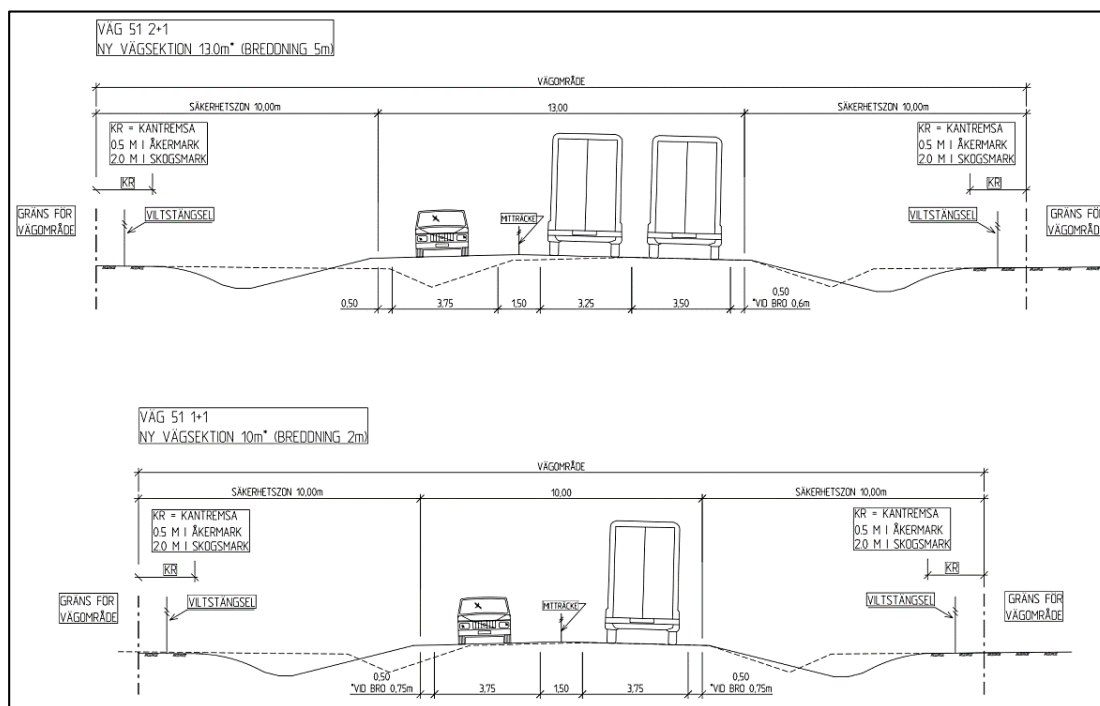 VÄG 51 2+1
NY VÄGSEKTION 13.0m* (BREDDNING 5m)
VÄGOMRÅDE
SÄKERHETSZON 10,00m
13,00
SÄKERHETSZON 10,00m
KR = KANTREMSA
0.5 M I ÅKERMARK
2.0 M I SKOGSMARK
KR = KANTREMSA
0.5 M I ÅKERMARK
2.0 M I SKOGSMARK
KR
KR
GRÄNS FÖR
VÄGOMRÅDE
VILTSTÄNGSEL
MITTRÄCKE
VILTSTÄNGSEL
GRÄNS FÖR
VÄGOMRÅDE
0,50
3,75
1,50
3,25
3,50
0,50
*VID BRO 0,6m
VÄG 51 1+1
NY VÄGSEKTION 10m* (BREDDNING 2m)
VÄGOMRÅDE
SÄKERHETSZON 10,00m
10,00
SÄKERHETSZON 10,00m
KR = KANTREMSA
0.5 M I ÅKERMARK
2.0 M I SKOGSMARK
KR = KANTREMSA
0.5 M I ÅKERMARK
2.0 M I SKOGSMARK
KR
KR
GRÄNS FÖR
VÄGOMRÅDE
VILTSTÄNGSEL
MITTRÄCKE
VILTSTÄNGSEL
GRÄNS FÖR
VÄGOMRÅDE
0,50
*VID BRO 0,75m
3,75
1,50
3,75
0,50
*VID BRO 0,75m